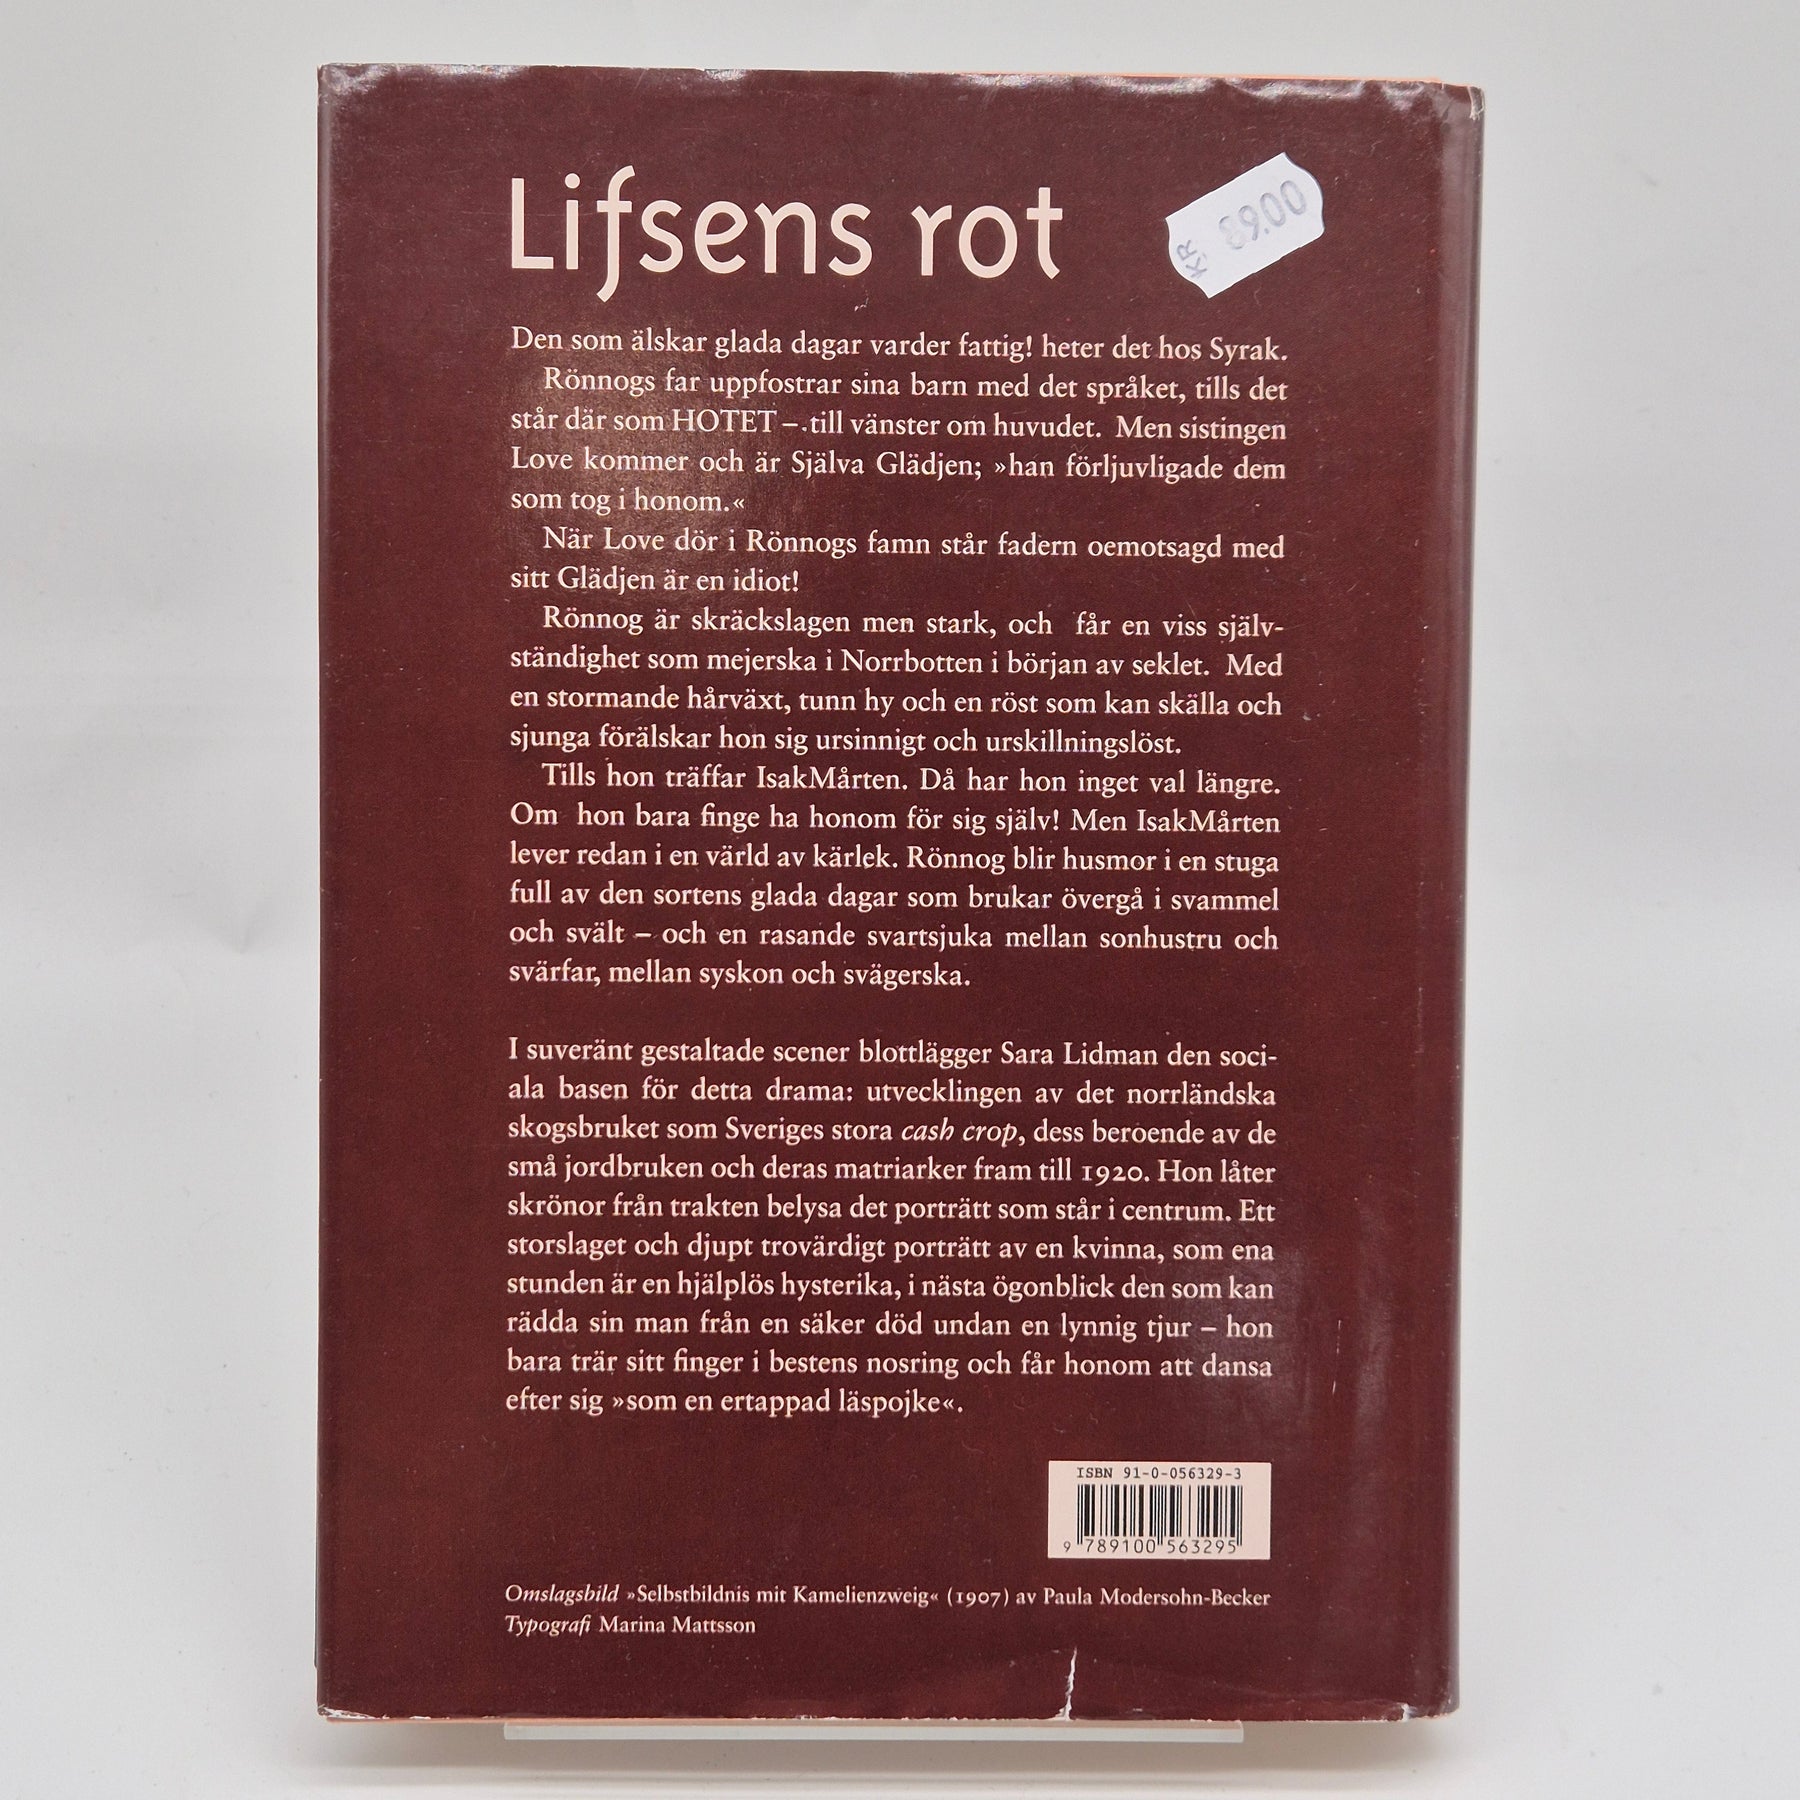 Lifsens rot
KR
Den som älskar glada dagar varder fattig! heter det hos Syrak.
Rönnogs far uppfostrar sina barn med det språket, tills det
står där som HOTET – till vänster om huvudet. Men sistingen
Love kommer och är Själva Glädjen; »han förljuvligade dem
som tog i honom.«
När Love dör i Rönnogs famn står fadern oemotsagd med
sitt Glädjen är en idiot!
Rönnog är skräckslagen men stark, och får en viss själv-
ständighet som mejerska i Norrbotten i början av seklet. Med
en stormande hårväxt, tunn hy och en röst som kan skälla och
sjunga förälskar hon sig ursinnigt och urskillningslöst.
Tills hon träffar IsakMårten. Då har hon inget val längre.
Om hon bara finge ha honom för sig själv! Men IsakMårten
lever redan i en värld av kärlek. Rönnog blir husmor i en stuga
full av den sortens glada dagar som brukar övergå i svammel
och svält – och en rasande svartsjuka mellan sonhustru och
svärfar, mellan syskon och svägerska.
I suveränt gestaltade scener blottlägger Sara Lidman den soci-
ala basen för detta drama: utvecklingen av det norrländska
skogsbruket som Sveriges stora cash crop, dess beroende av de
små jordbruken och deras matriarker fram till 1920. Hon låter
skrönor från trakten belysa det porträtt som står i centrum. Ett
storslaget och djupt trovärdigt porträtt av en kvinna, som ena
stunden är en hjälplös hysterika, i nästa ögonblick den som kan
rädda sin man från en säker död undan en lynnig tjur – hon
bara trär sitt finger i bestens nosring och får honom att dansa
efter sig »som en ertappad läspojke«.
ISBN 91-0-056329-3
9 789100 563295
Omslagsbild »Selbstbildnis mit Kamelienzweig« (1907) av Paula Modersohn-Becker
Typografi Marina Mattsson